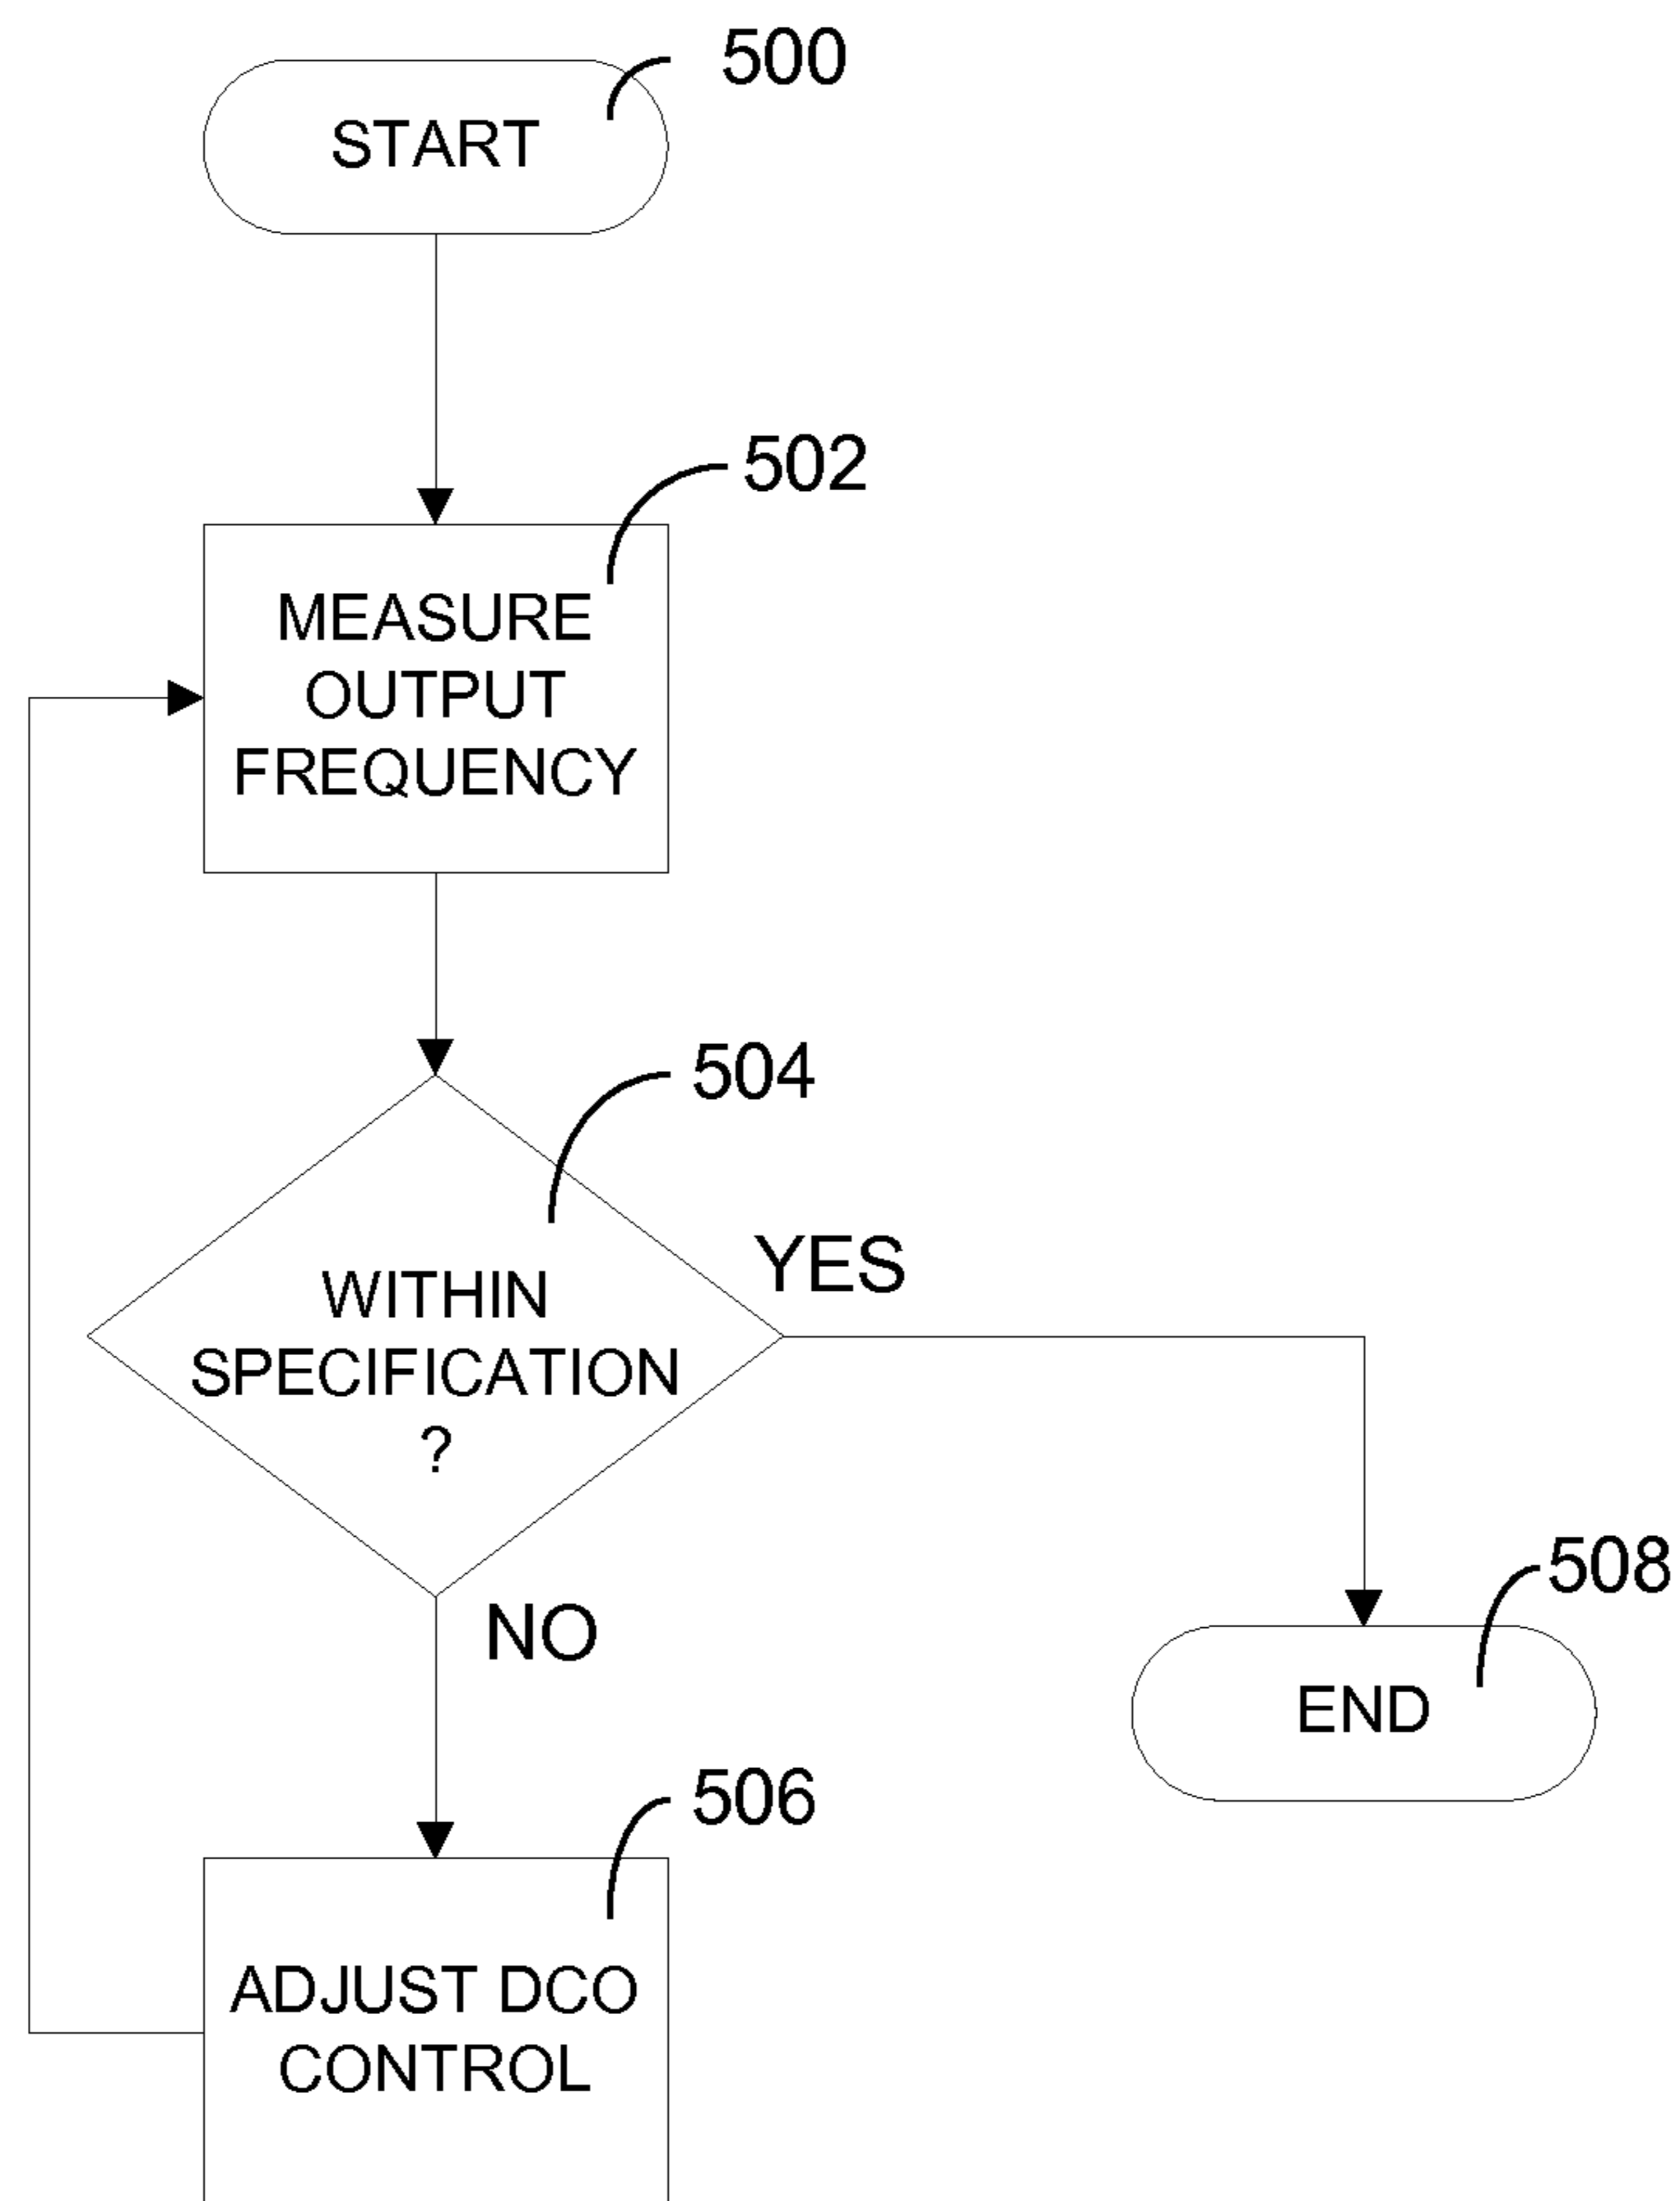 500
START
502
MEASURE
OUTPUT
FREQUENCY
504
WITHIN
SPECIFICATION
?
YES
NO
508
END
506
ADJUST DCO
CONTROL